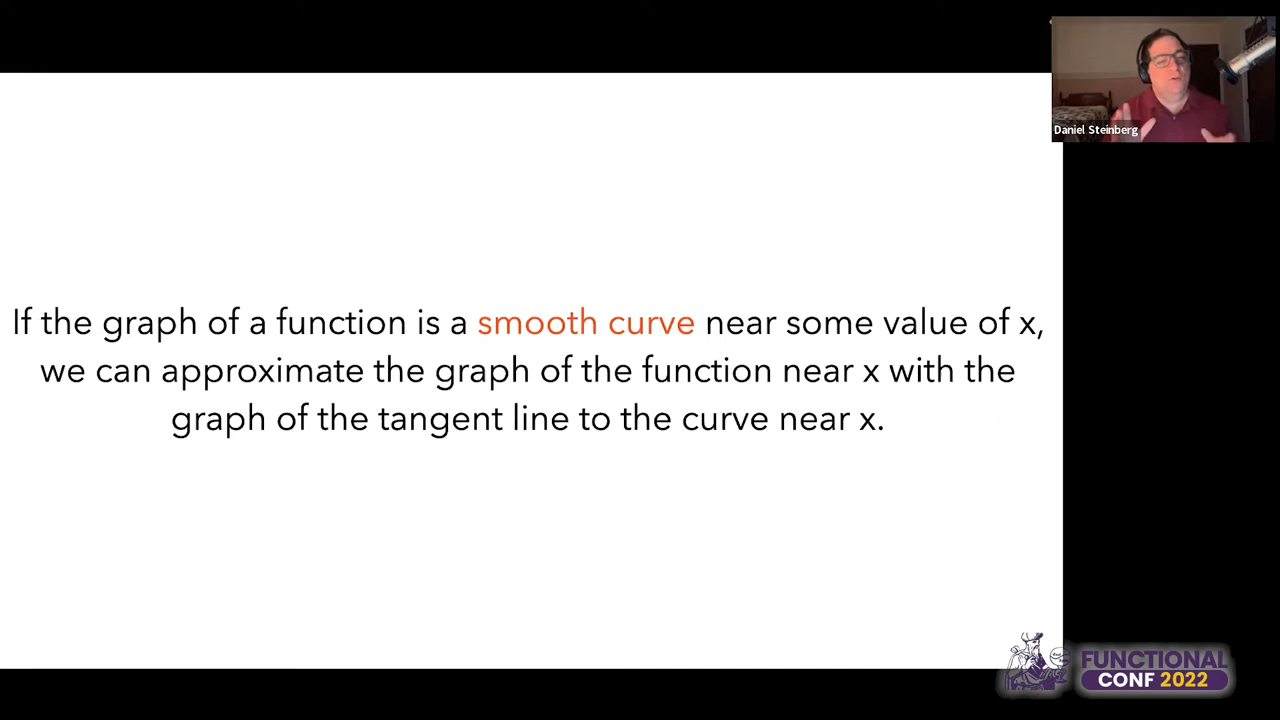 Daniel Steinberg
If the graph of a function is a smooth curve near some value of x,
we can approximate the graph of the function near x with the
graph of the tangent line to the curve near x.
FUNCTIONAL
CONF 2022